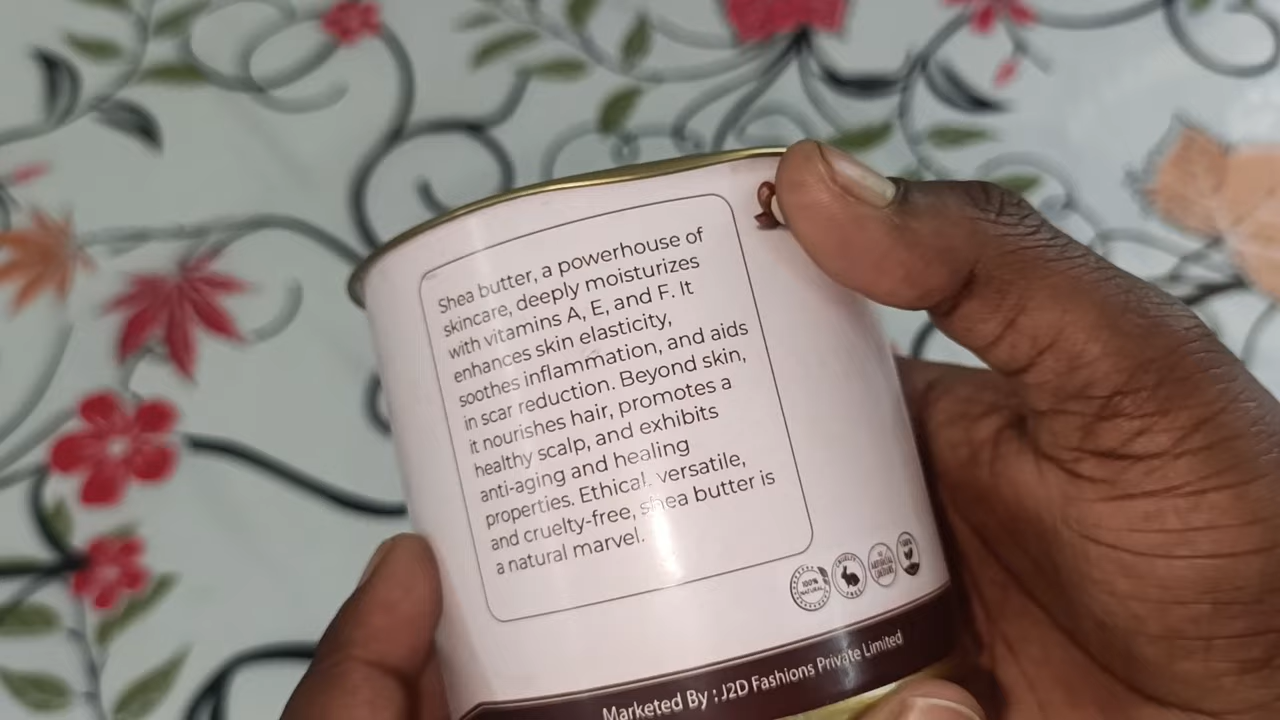 Shea butter, a powerhouse of
skincare, deeply moisturizes
with vitamins A, E, and F. It
enhances skin elasticity,
soothes inflammation, and aids
in scar reduction. Beyond skin,
it nourishes hair, promotes a
healthy scalp, and exhibits
anti-aging and healing
properties. Ethical, versatile,
and cruelty-free, shea butter is
a natural marvel.
100%
NATURAL
CRUELTY
FREE
100%
Marketed By : J2D Fashions Private Limited